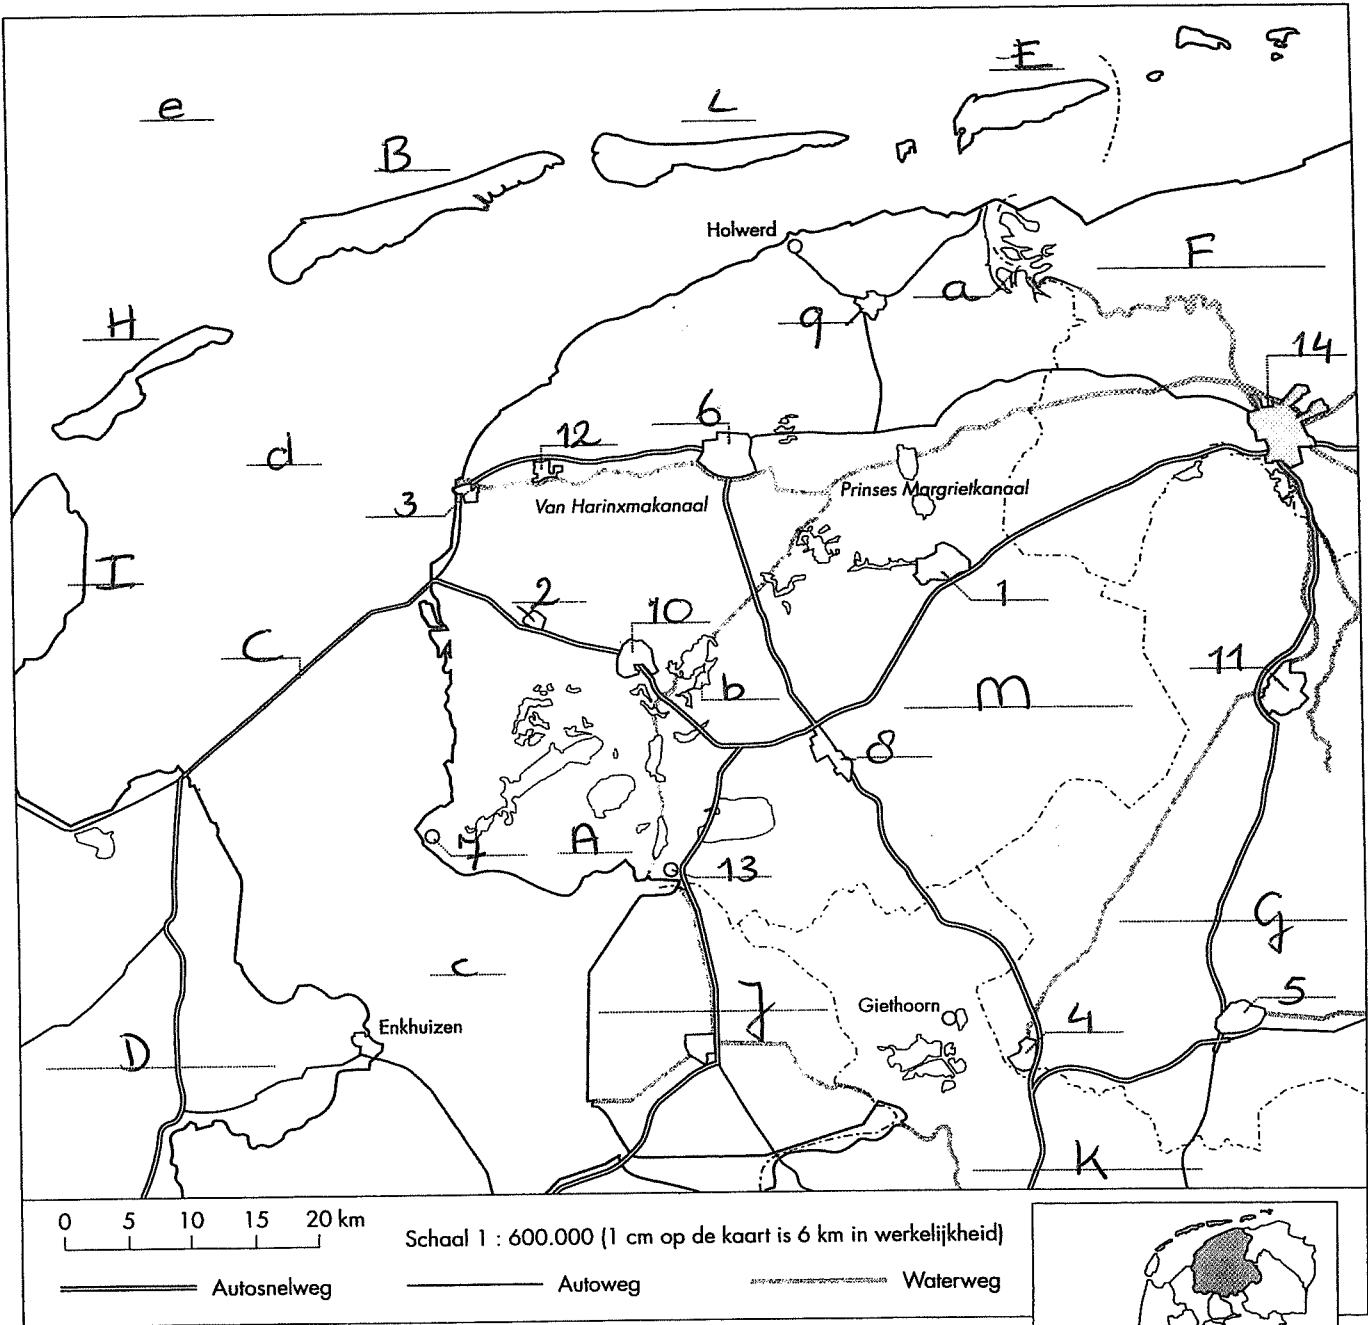 E
e
L
B
Holwerd
F
a
H
9
14
6
12
d
Prinses Margrietkanaal
3
Van Harinxmakanaal
I
2
1
10
C
11
b
M
8
7
A
13
G
c
J
Giethoorn
5
4
Enkhuizen
D
K
0 5 10 15 20 km
Schaal 1 : 600.000 (1 cm op de kaart is 6 km in werkelijkheid)
Autosnelweg
Autoweg
Waterweg